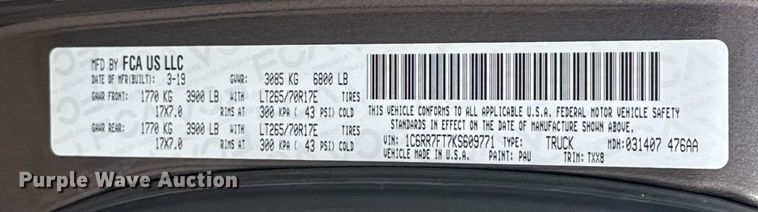 MFD BY FCA US LLC
DATE OF MFR(BUILT): 3-19 GVWR: 3085 KG 6800 LB
GAWR FRONT: 1770 KG 3900 LB WITH LT265/70R17E TIRES
17X7.0 RIMS AT 300 KPA ( 43 PSI) COLD
GAWR REAR: 1770 KG 3900 LB WITH LT265/70R17E TIRES
17X7.0 RIMS AT 300 KPA ( 43 PSI) COLD
THIS VEHICLE CONFORMS TO ALL APPLICABLE U.S.A. FEDERAL MOTOR VEHICLE SAFETY
STANDARDS IN EFFECT ON THE DATE OF MANUFACTURE SHOWN ABOVE.
VIN: 1C6RR7FT7KS609771 TYPE: TRUCK MDH: 031407 476AA
VEHICLE MADE IN U.S.A. PAINT: PAU TRIM: TXX8
Purple Wave Auction